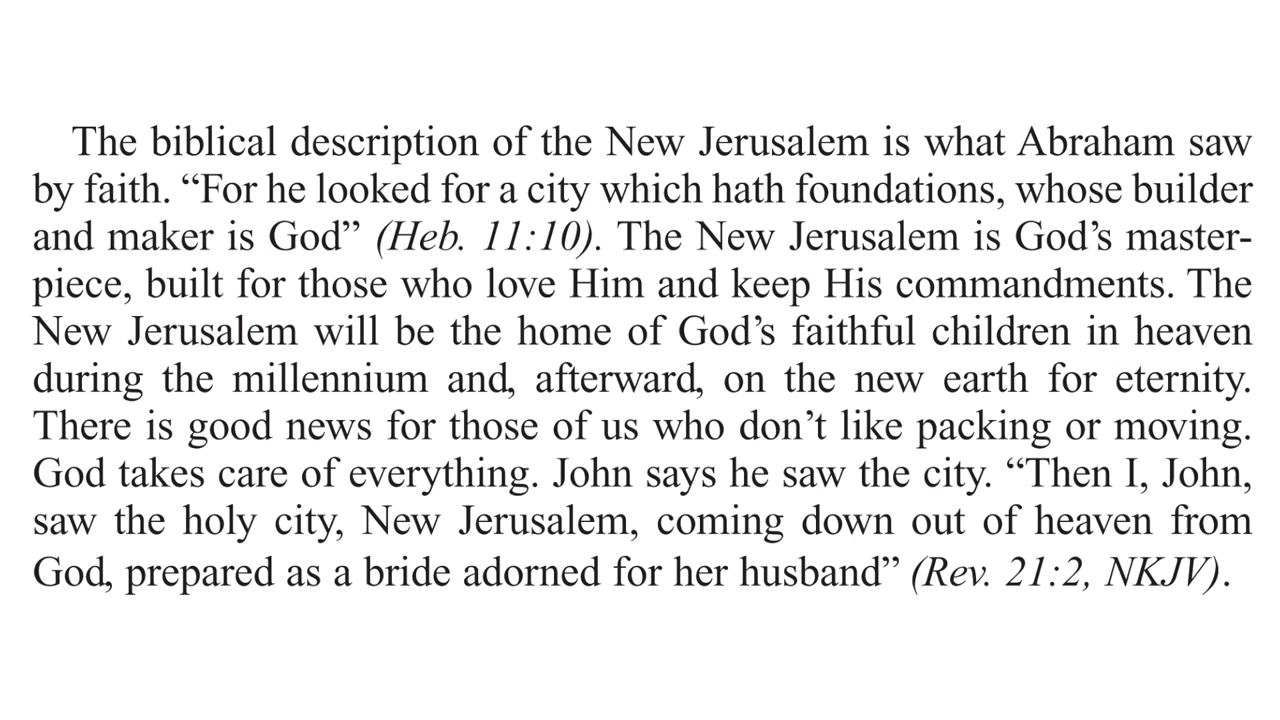 The biblical description of the New Jerusalem is what Abraham saw
by faith. “For he looked for a city which hath foundations, whose builder
and maker is God” (Heb. 11:10). The New Jerusalem is God’s master-
piece, built for those who love Him and keep His commandments. The
New Jerusalem will be the home of God’s faithful children in heaven
during the millennium and, afterward, on the new earth for eternity.
There is good news for those of us who don’t like packing or moving.
God takes care of everything. John says he saw the city. “Then I, John,
saw the holy city, New Jerusalem, coming down out of heaven from
God, prepared as a bride adorned for her husband” (Rev. 21:2, NKJV).